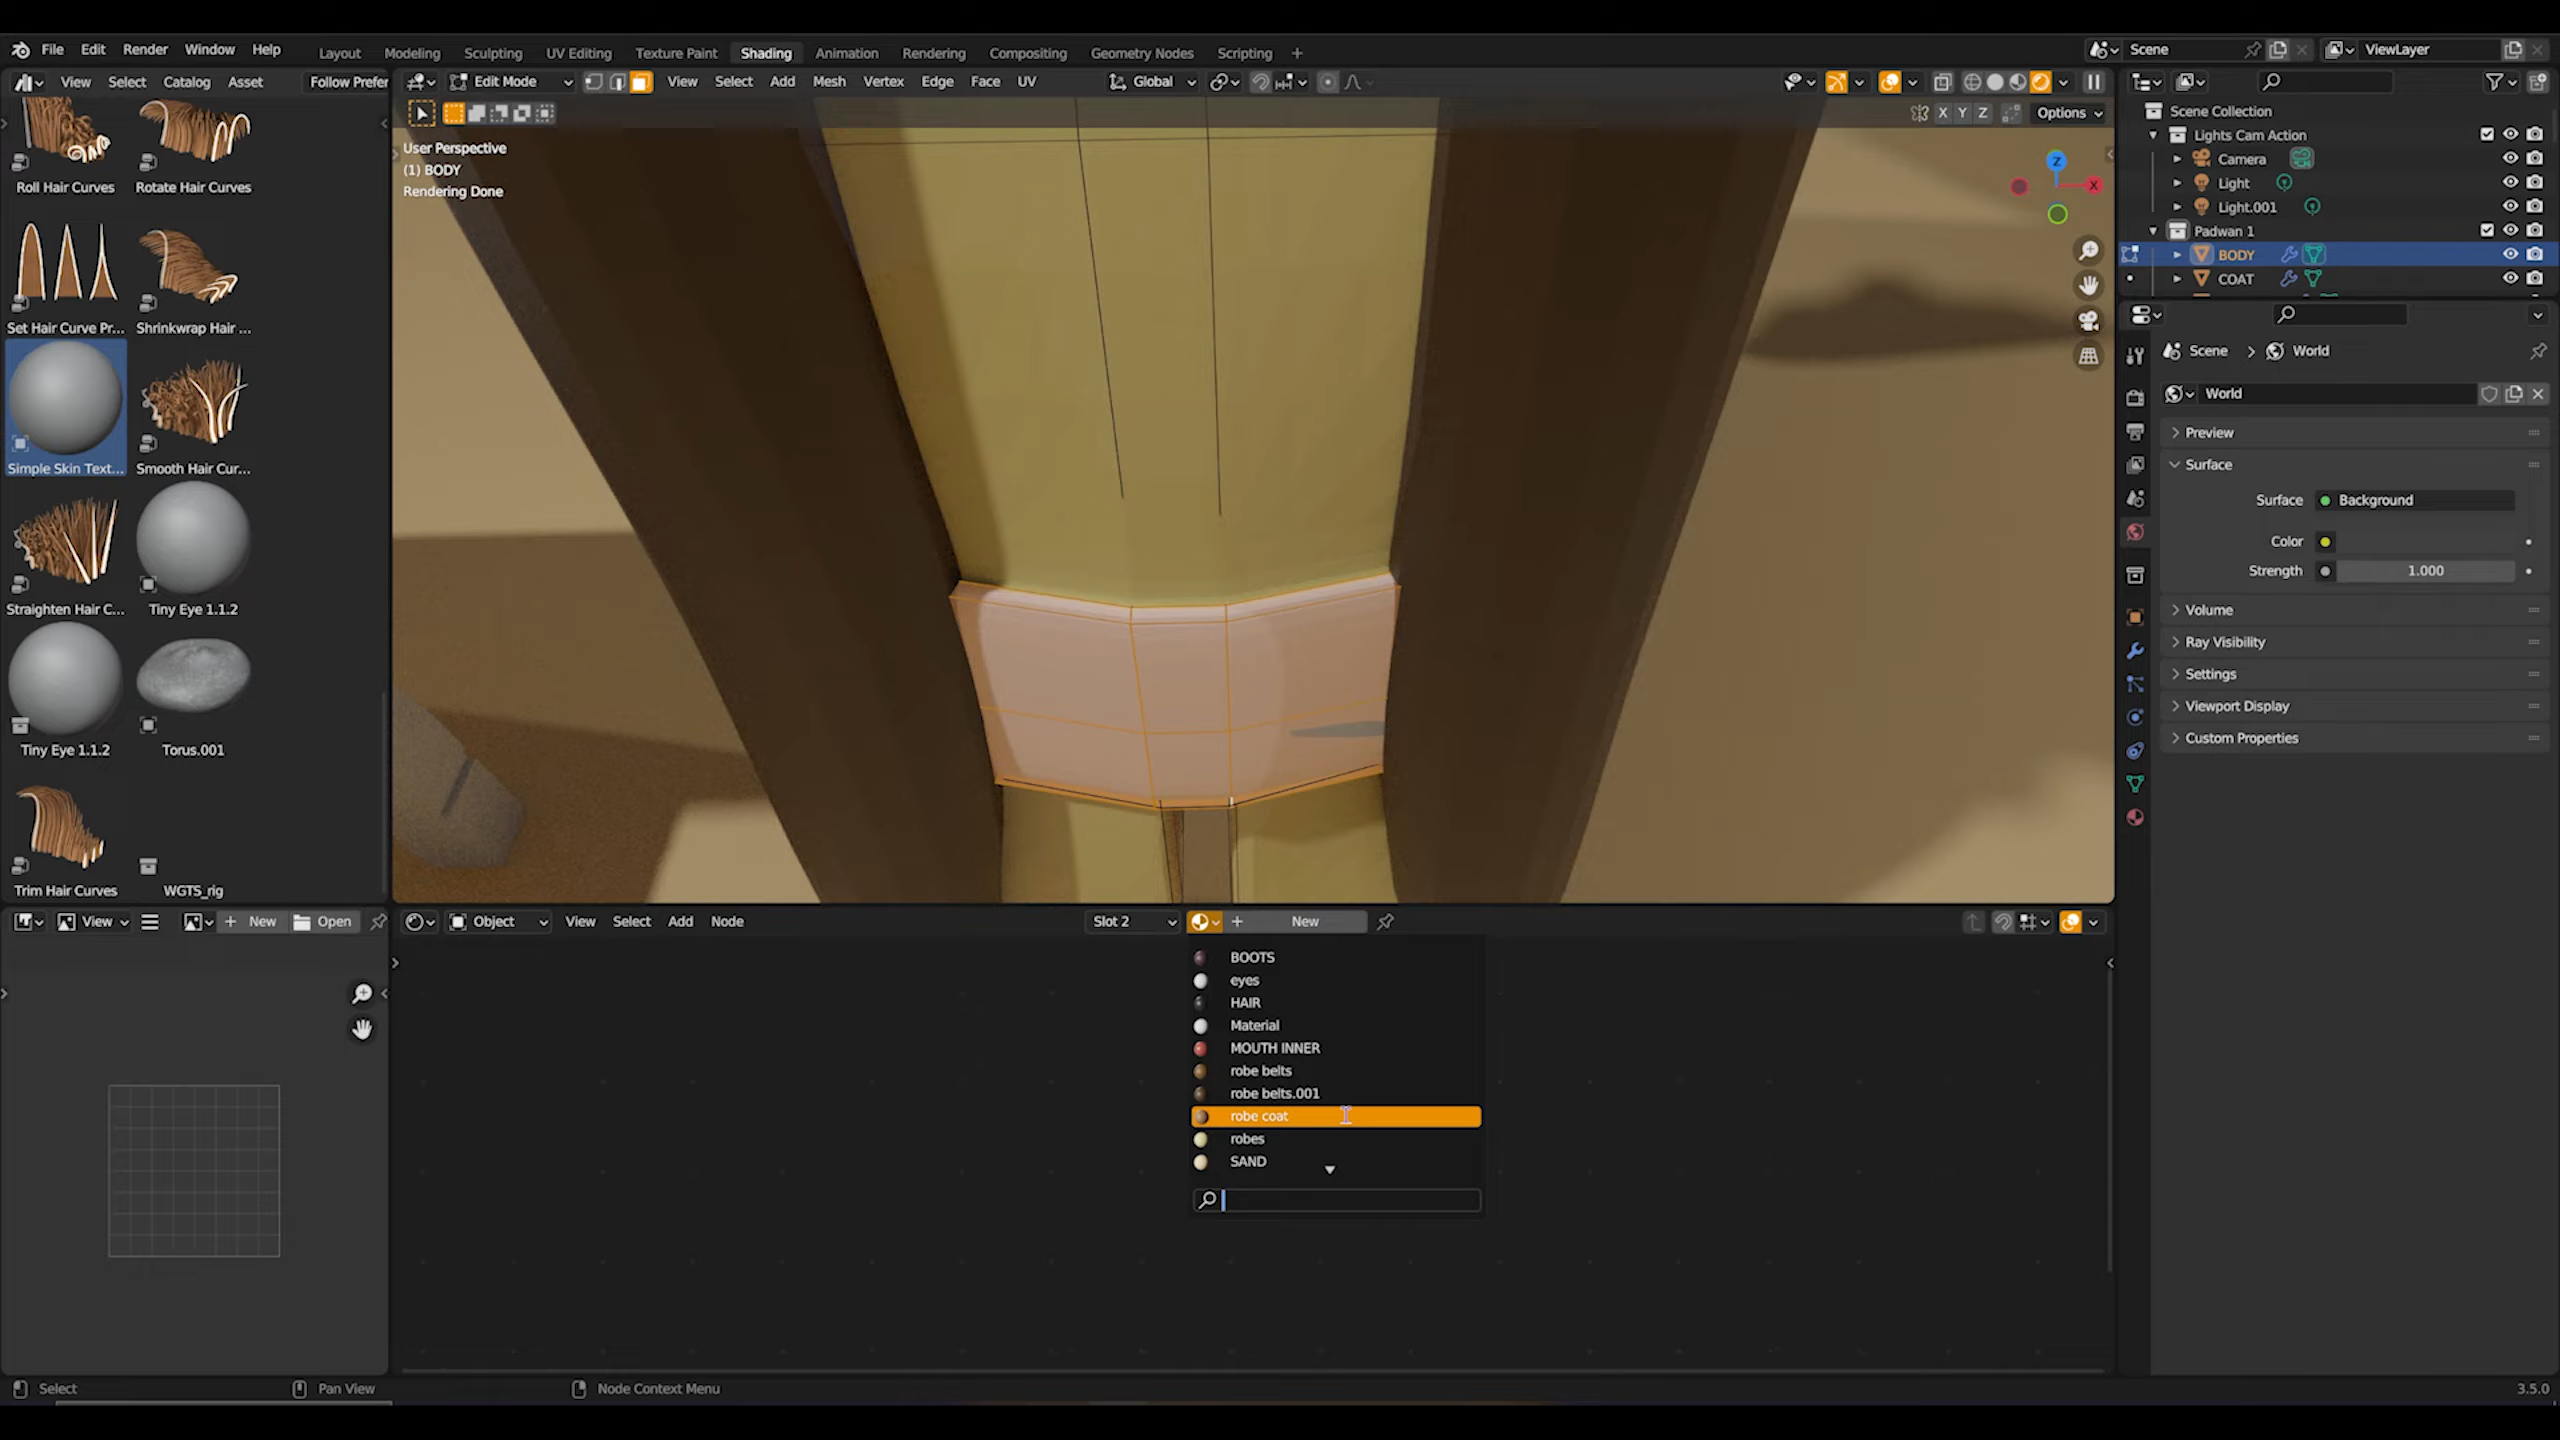 File Edit Render Window Help
Layout Modeling Sculpting UV Editing Texture Paint Shading Animation Rendering Compositing Geometry Nodes Scripting +
Scene
ViewLayer
View Select Catalog Asset Follow Prefer
Edit Mode View Select Add Mesh Vertex Edge Face UV
Global
X Y Z Options
User Perspective
(1) BODY
Rendering Done
Z
X
Roll Hair Curves
Rotate Hair Curves
Set Hair Curve Pr...
Shrinkwrap Hair ...
Simple Skin Text...
Smooth Hair Cur...
Straighten Hair C...
Tiny Eye 1.1.2
Tiny Eye 1.1.2
Torus.001
Trim Hair Curves
WGTS_rig
Scene Collection
Lights Cam Action
Camera
Light
Light.001
Padwan 1
BODY
COAT
Scene > World
World
Preview
Surface
Surface Background
Color
Strength 1.000
Volume
Ray Visibility
Settings
Viewport Display
Custom Properties
View + New Open
Object View Select Add Node
Slot 2
+ New
BOOTS
eyes
HAIR
Material
MOUTH INNER
robe belts
robe belts.001
robe coat
robes
SAND
Select
Pan View
Node Context Menu
3.5.0